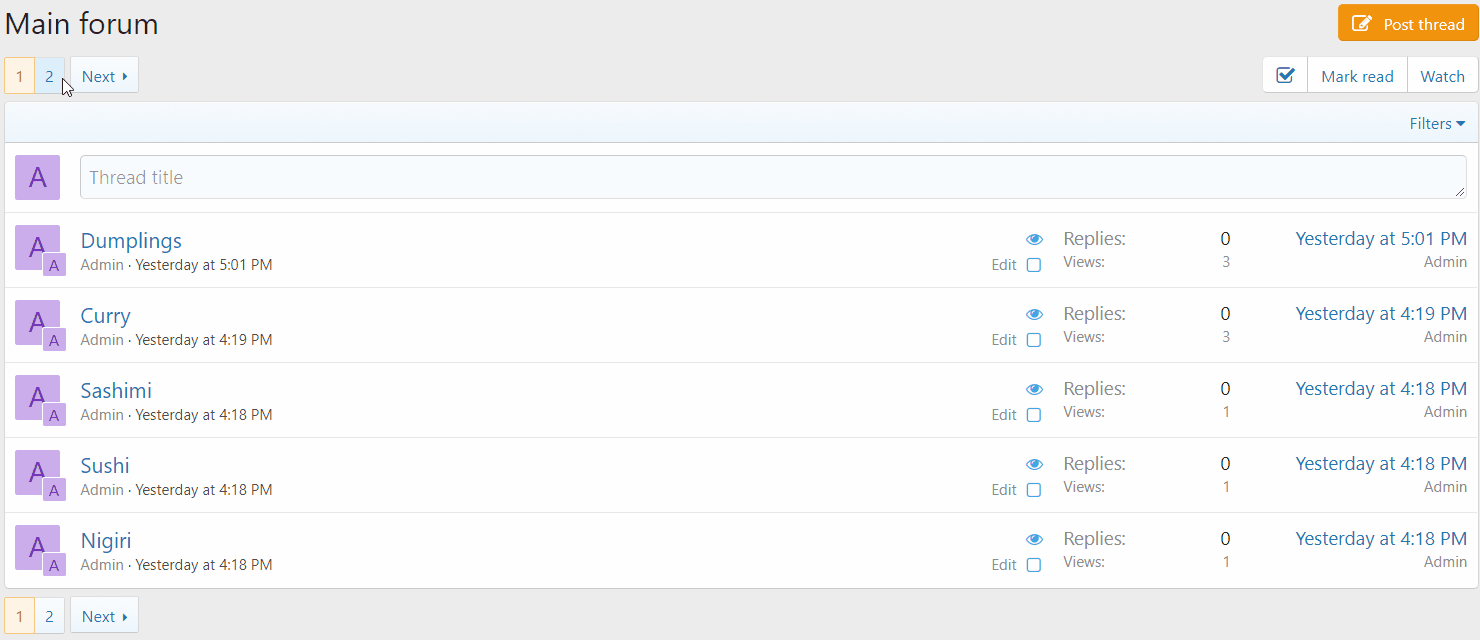 Main forum
Post thread
1 2 Next
Mark read Watch
Filters
A Thread title
A A Dumplings Replies: 0 Yesterday at 5:01 PM
Admin · Yesterday at 5:01 PM Edit Views: 3 Admin
A A Curry Replies: 0 Yesterday at 4:19 PM
Admin · Yesterday at 4:19 PM Edit Views: 3 Admin
A A Sashimi Replies: 0 Yesterday at 4:18 PM
Admin · Yesterday at 4:18 PM Edit Views: 1 Admin
A A Sushi Replies: 0 Yesterday at 4:18 PM
Admin · Yesterday at 4:18 PM Edit Views: 1 Admin
A A Nigiri Replies: 0 Yesterday at 4:18 PM
Admin · Yesterday at 4:18 PM Edit Views: 1 Admin
1 2 Next